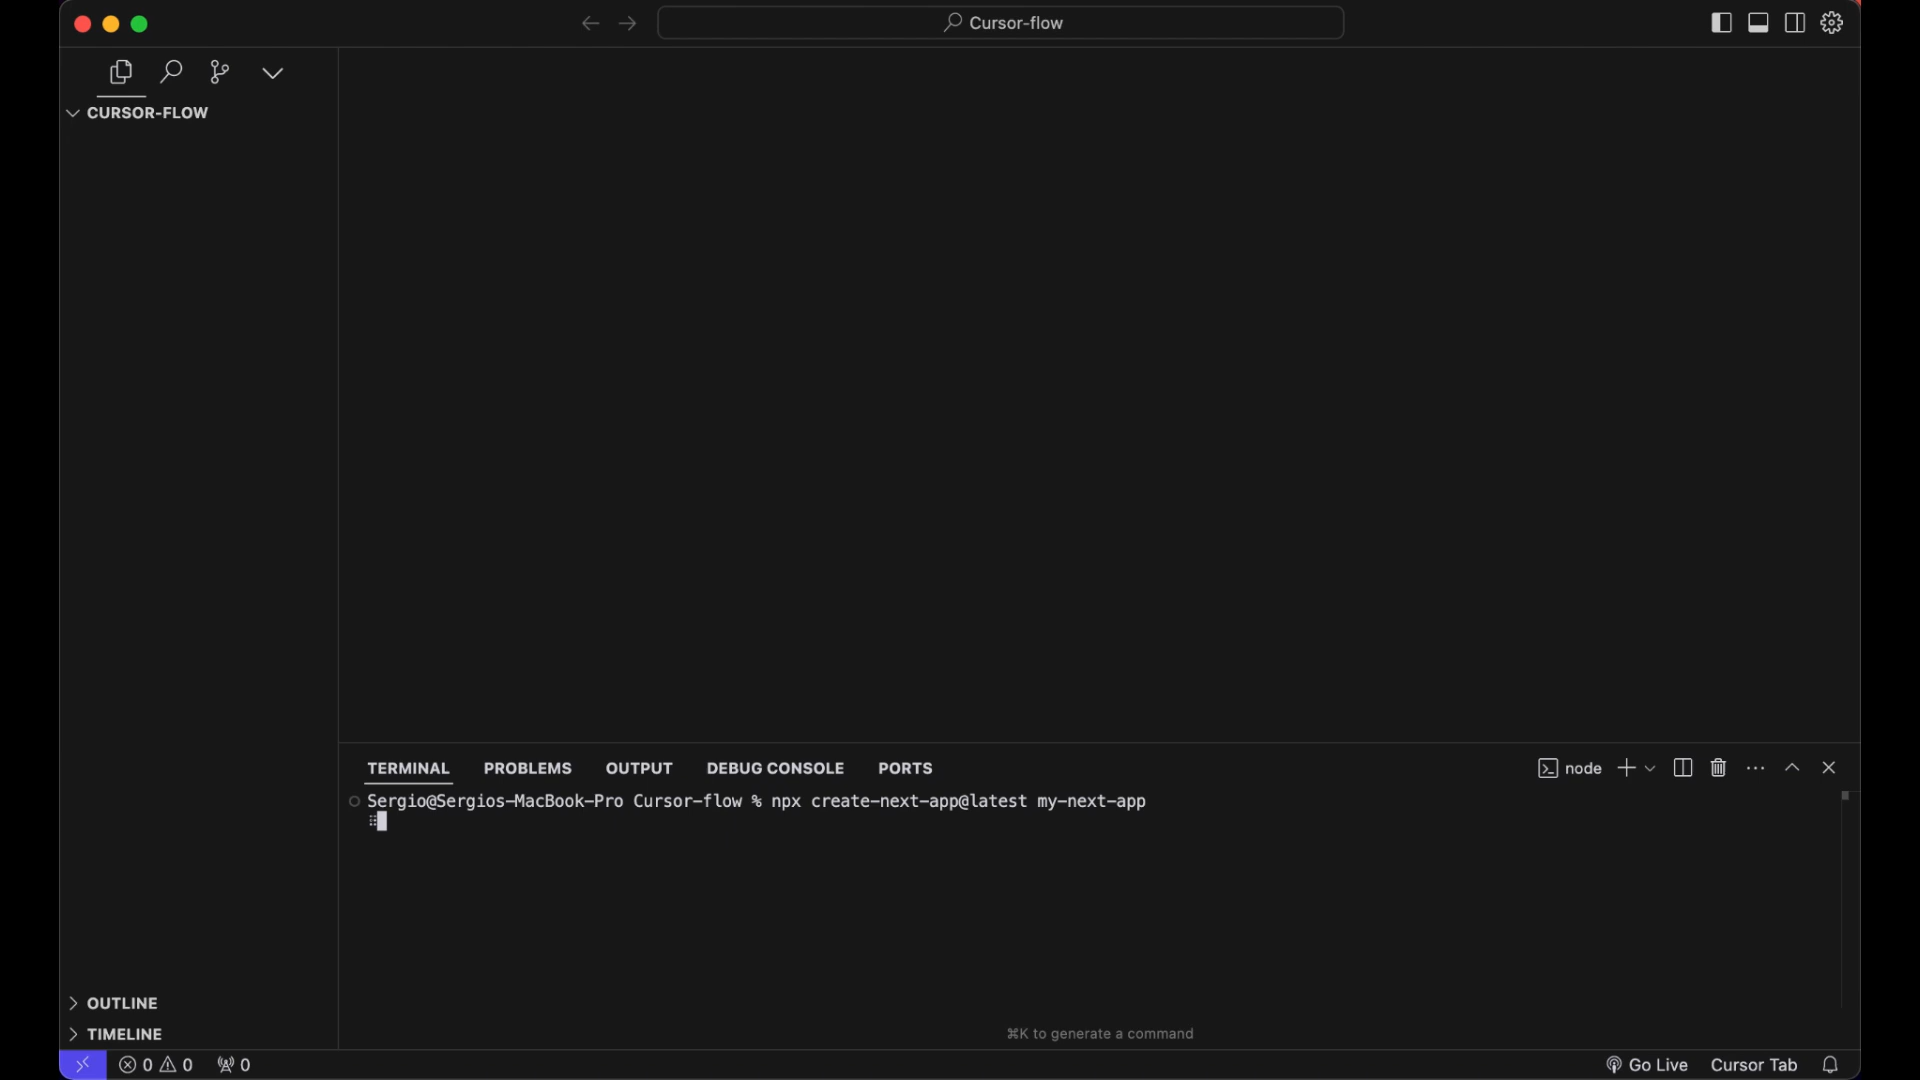 Cursor-flow
CURSOR-FLOW
TERMINAL PROBLEMS OUTPUT DEBUG CONSOLE PORTS node
Sergio@Sergios-MacBook-Pro Cursor-flow % npx create-next-app@latest my-next-app
⌘K to generate a command
OUTLINE
TIMELINE
0 0 0 Go Live Cursor Tab